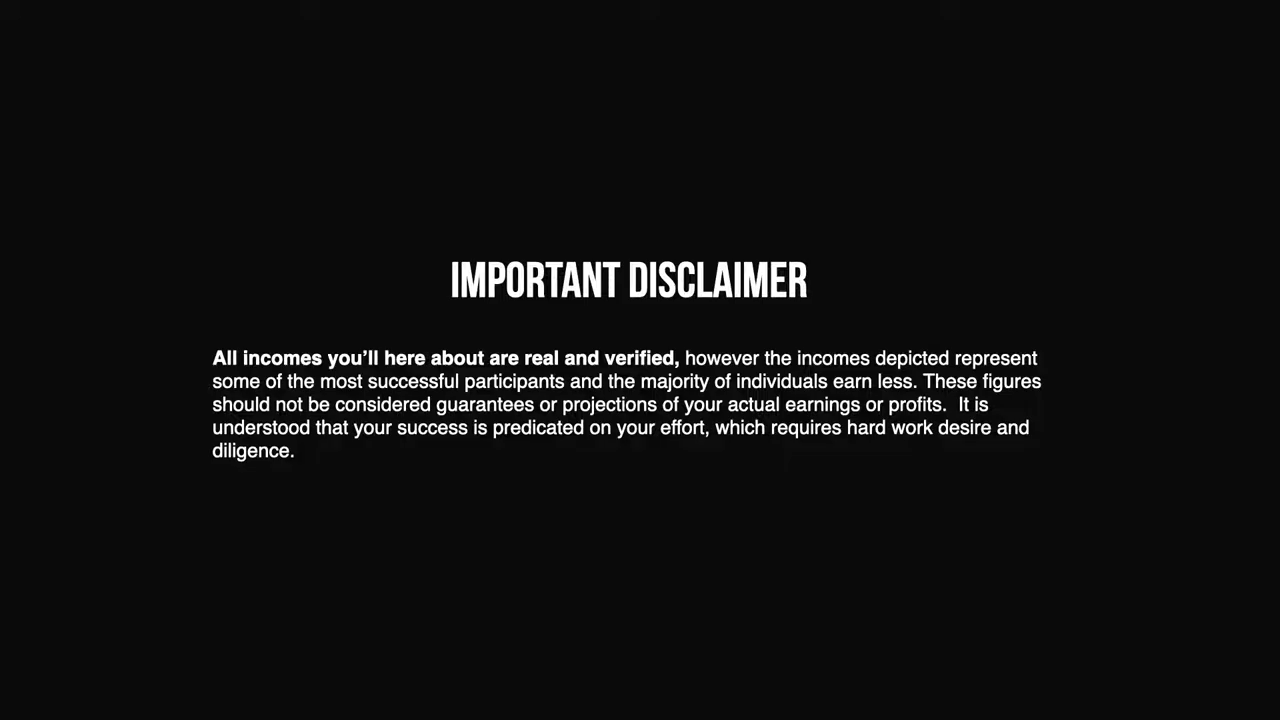 IMPORTANT DISCLAIMER
All incomes you’ll here about are real and verified, however the incomes depicted represent
some of the most successful participants and the majority of individuals earn less. These figures
should not be considered guarantees or projections of your actual earnings or profits.  It is
understood that your success is predicated on your effort, which requires hard work desire and
diligence.